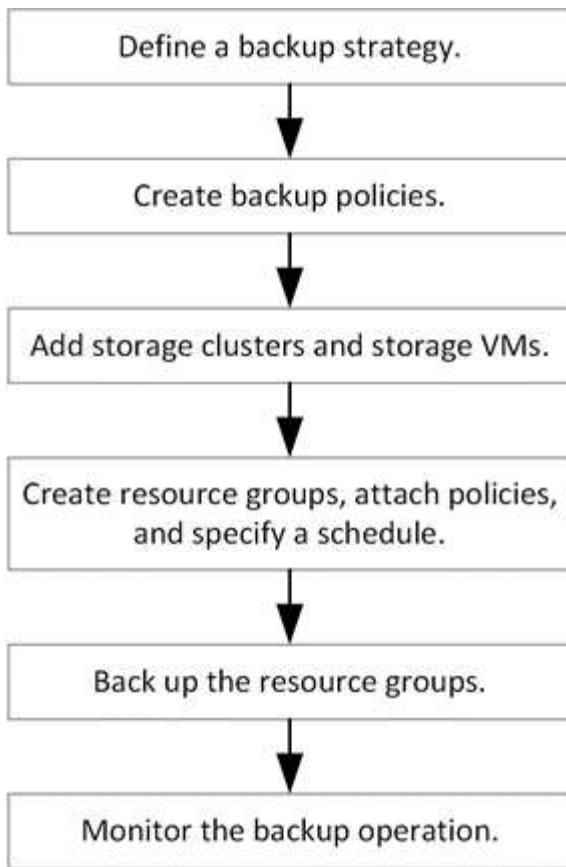 Define a backup strategy.
Create backup policies.
Add storage clusters and storage VMs.
Create resource groups, attach policies,
and specify a schedule.
Back up the resource groups.
Monitor the backup operation.